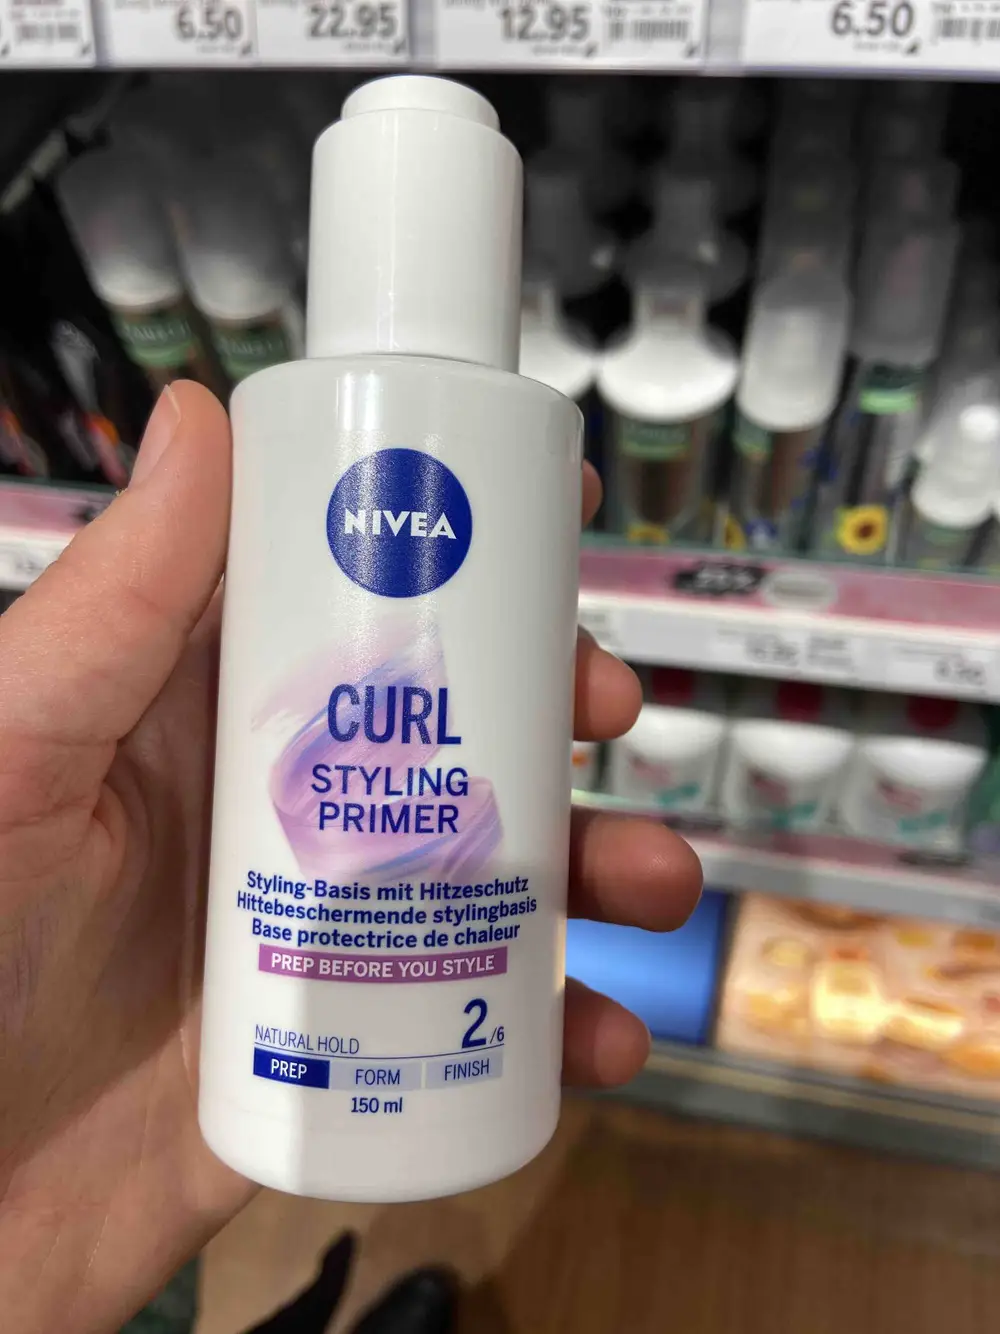 6.50
22.95
12.95
6.50
NIVEA
CURL
STYLING
PRIMER
Styling-Basis mit Hitzeschutz
Hittebeschermende stylingbasis
Base protectrice de chaleur
PREP BEFORE YOU STYLE
NATURAL HOLD 2/6
PREP FORM FINISH
150 ml